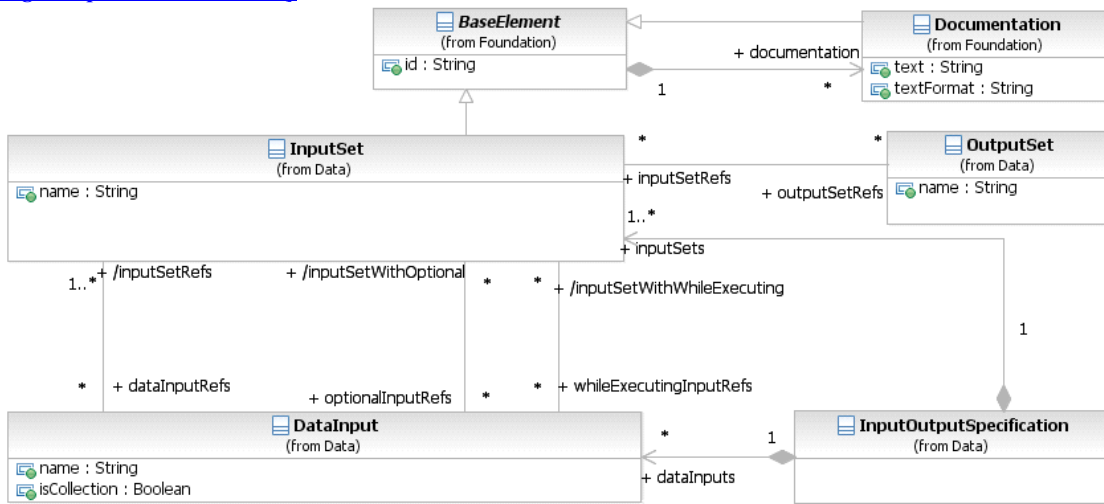 BaseElement
(from Foundation)
id : String
Documentation
(from Foundation)
text : String
textFormat : String
+ documentation
1
*
InputSet
(from Data)
name : String
*
*
+ inputSetRefs
+ outputSetRefs
OutputSet
(from Data)
name : String
1..*
+ inputSets
+ /inputSetRefs
1..*
+ /inputSetWithOptional
*
*
+ /inputSetWithWhileExecuting
1
*
+ dataInputRefs
+ optionalInputRefs
*
*
+ whileExecutingInputRefs
DataInput
(from Data)
name : String
isCollection : Boolean
*
1
+ dataInputs
InputOutputSpecification
(from Data)